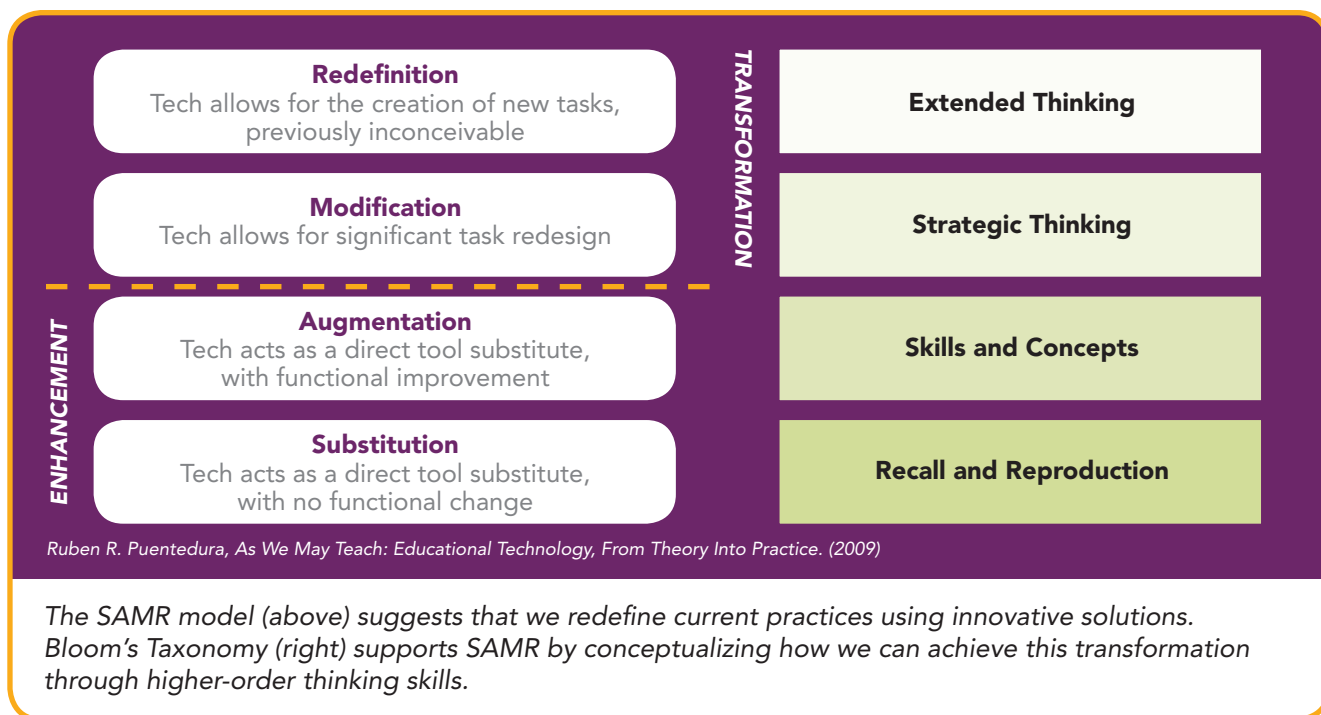 Redefinition
Tech allows for the creation of new tasks,
previously inconceivable
Modification
Tech allows for significant task redesign
TRANSFORMATION
Augmentation
Tech acts as a direct tool substitute,
with functional improvement
Substitution
Tech acts as a direct tool substitute,
with no functional change
ENHANCEMENT
Extended Thinking
Strategic Thinking
Skills and Concepts
Recall and Reproduction
Ruben R. Puentedura, As We May Teach: Educational Technology, From Theory Into Practice. (2009)
The SAMR model (above) suggests that we redefine current practices using innovative solutions.
Bloom's Taxonomy (right) supports SAMR by conceptualizing how we can achieve this transformation
through higher-order thinking skills.